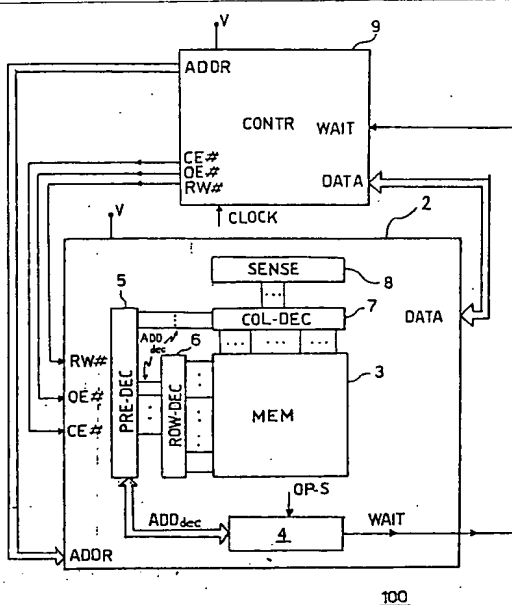 V
9
ADDR
CONTR
WAIT
CE#
OE#
RW#
DATA
CLOCK
V
2
SENSE
8
5
COL-DEC
7
DATA
ADD
dec
6
RW#
OE#
CE#
PRE-DEC
ROW-DEC
MEM
3
OP-S
ADDdec
4
WAIT
ADDR
100